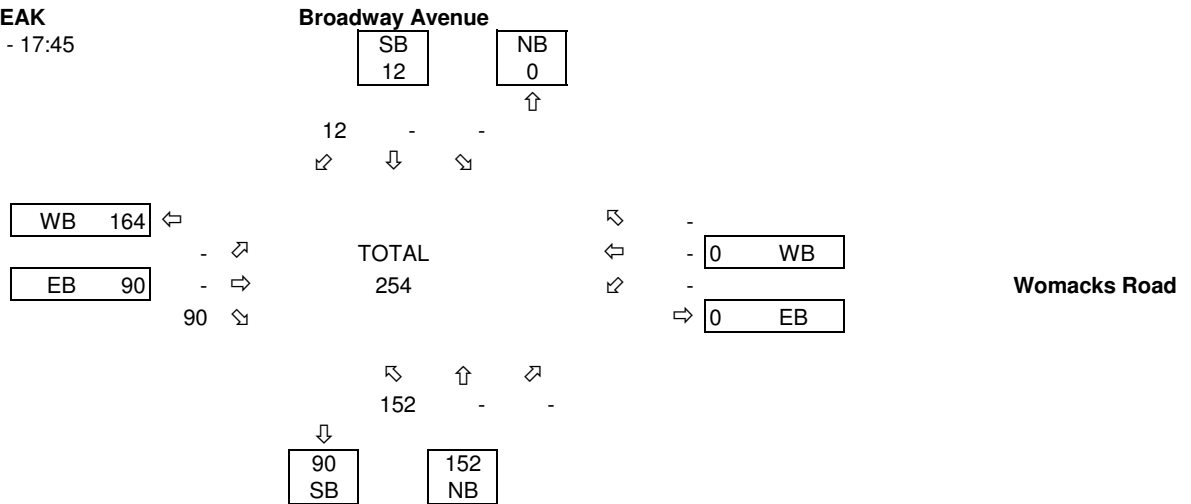 EAK Broadway Avenue
- 17:45 SB NB
12 0
⇧
12 - -
⬃ ⇩ ⬂
WB 164 ⇦ ⬁ -
- ⬀ TOTAL ⇦ - 0 WB
EB 90 - ⇨ 254 ⬃ - Womacks Road
90 ⬂ ⇨ 0 EB
⬁ ⇧ ⬀
152 - -
⇩
90 152
SB NB